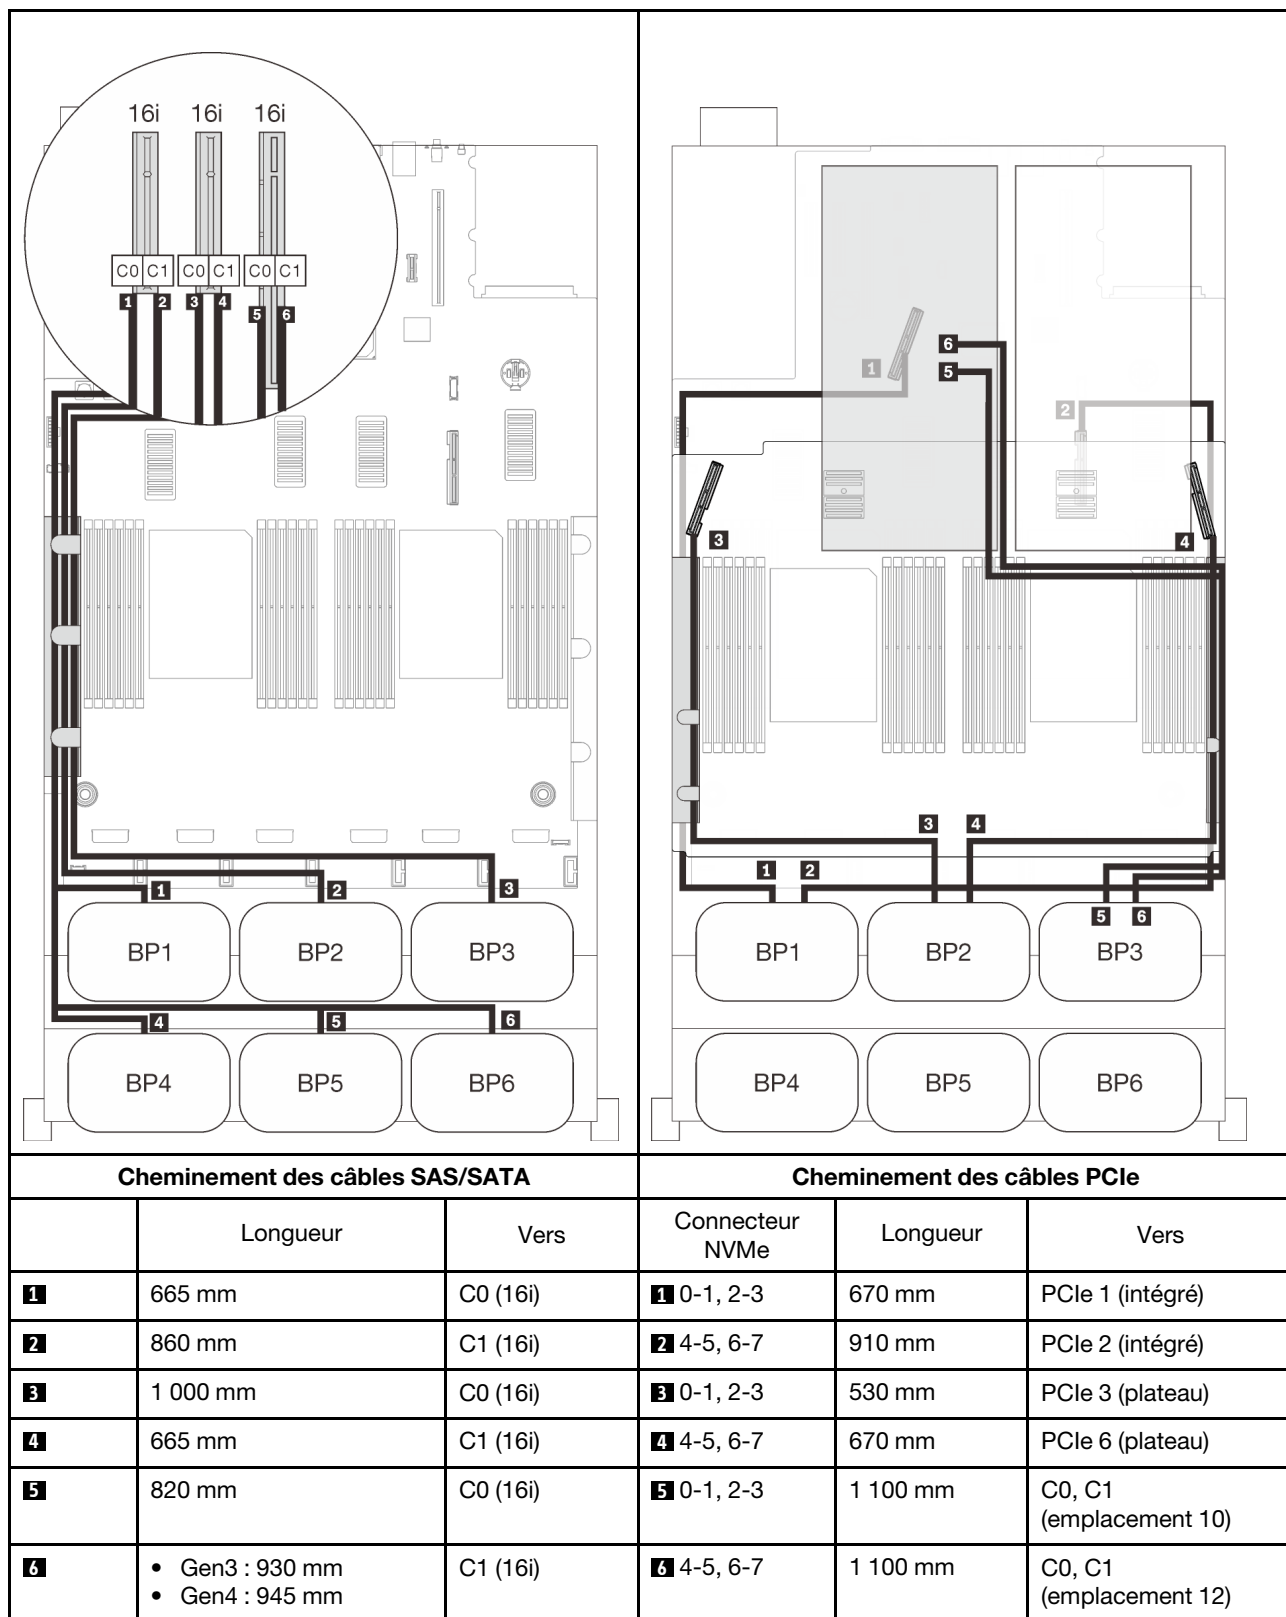 16i 16i 16i
C0 C1 C0 C1 C0 C1
1 2 3 4 5 6
1 2 3
BP1 BP2 BP3
4 5 6
BP4 BP5 BP6
6
1 5
2
3 4
3 4
1 2
5 6
BP1 BP2 BP3
BP4 BP5 BP6
Cheminement des câbles SAS/SATA
Cheminement des câbles PCIe
Longueur
Vers
Connecteur
NVMe
Longueur
Vers
1 665 mm C0 (16i) 1 0-1, 2-3 670 mm PCIe 1 (intégré)
2 860 mm C1 (16i) 2 4-5, 6-7 910 mm PCIe 2 (intégré)
3 1 000 mm C0 (16i) 3 0-1, 2-3 530 mm PCIe 3 (plateau)
4 665 mm C1 (16i) 4 4-5, 6-7 670 mm PCIe 6 (plateau)
5 820 mm C0 (16i) 5 0-1, 2-3 1 100 mm C0, C1
(emplacement 10)
6 • Gen3 : 930 mm C1 (16i) 6 4-5, 6-7 1 100 mm C0, C1
• Gen4 : 945 mm (emplacement 12)